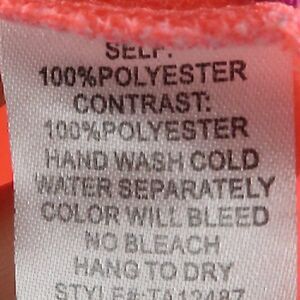 SELF:
100%POLYESTER
CONTRAST:
100%POLYESTER
HAND WASH COLD
WATER SEPARATELY
COLOR WILL BLEED
NO BLEACH
HANG TO DRY